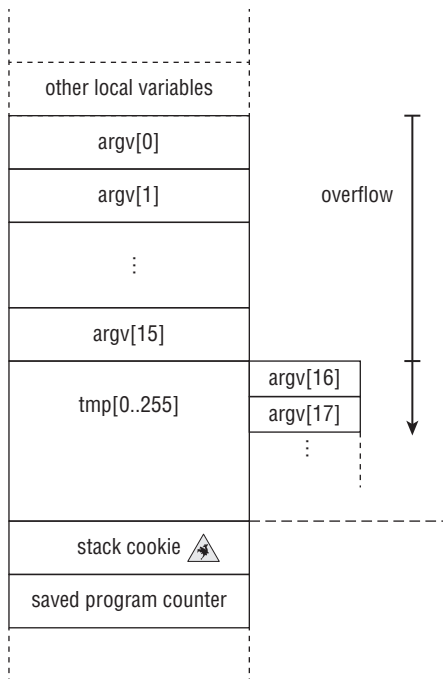 other local variables
argv[0]
argv[1]
overflow
⋮
argv[15]
argv[16]
tmp[0..255]
argv[17]
⋮
stack cookie
saved program counter